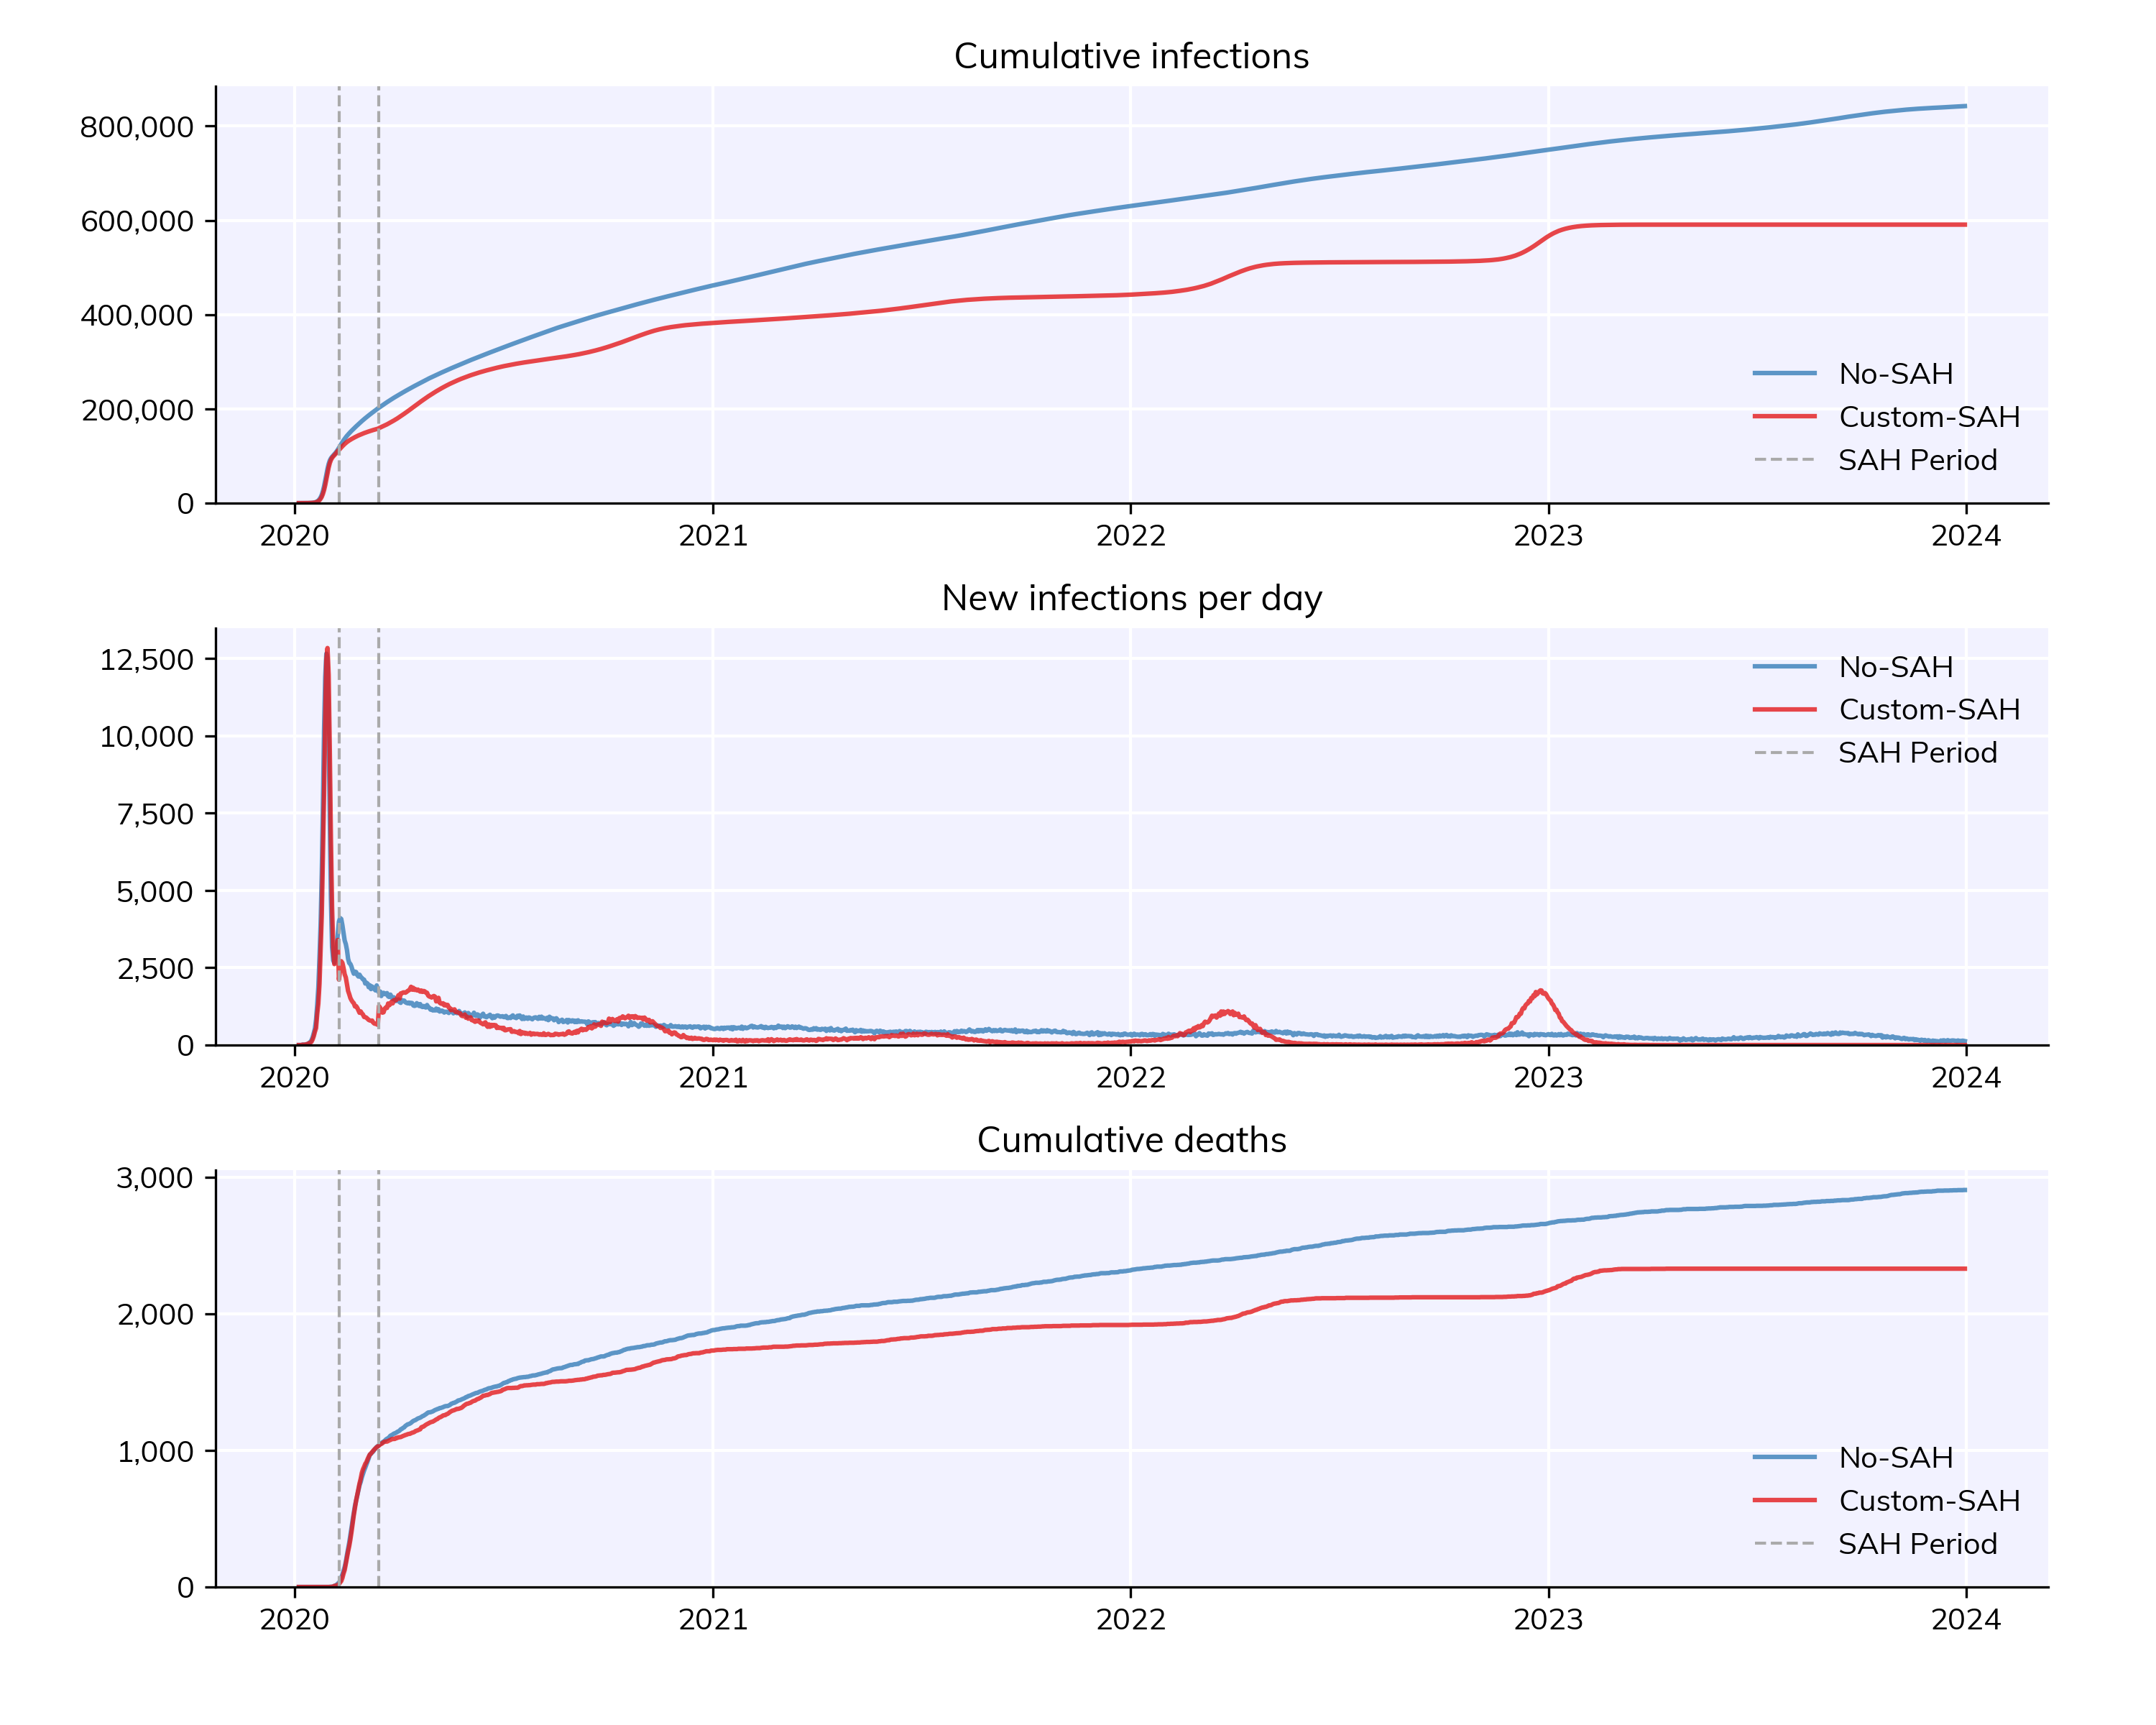 Cumulative infections
800,000
600,000
400,000
200,000
0
2020 2021 2022 2023 2024
No-SAH
Custom-SAH
SAH Period
New infections per day
12,500
10,000
7,500
5,000
2,500
0
2020 2021 2022 2023 2024
No-SAH
Custom-SAH
SAH Period
Cumulative deaths
3,000
2,000
1,000
0
2020 2021 2022 2023 2024
No-SAH
Custom-SAH
SAH Period